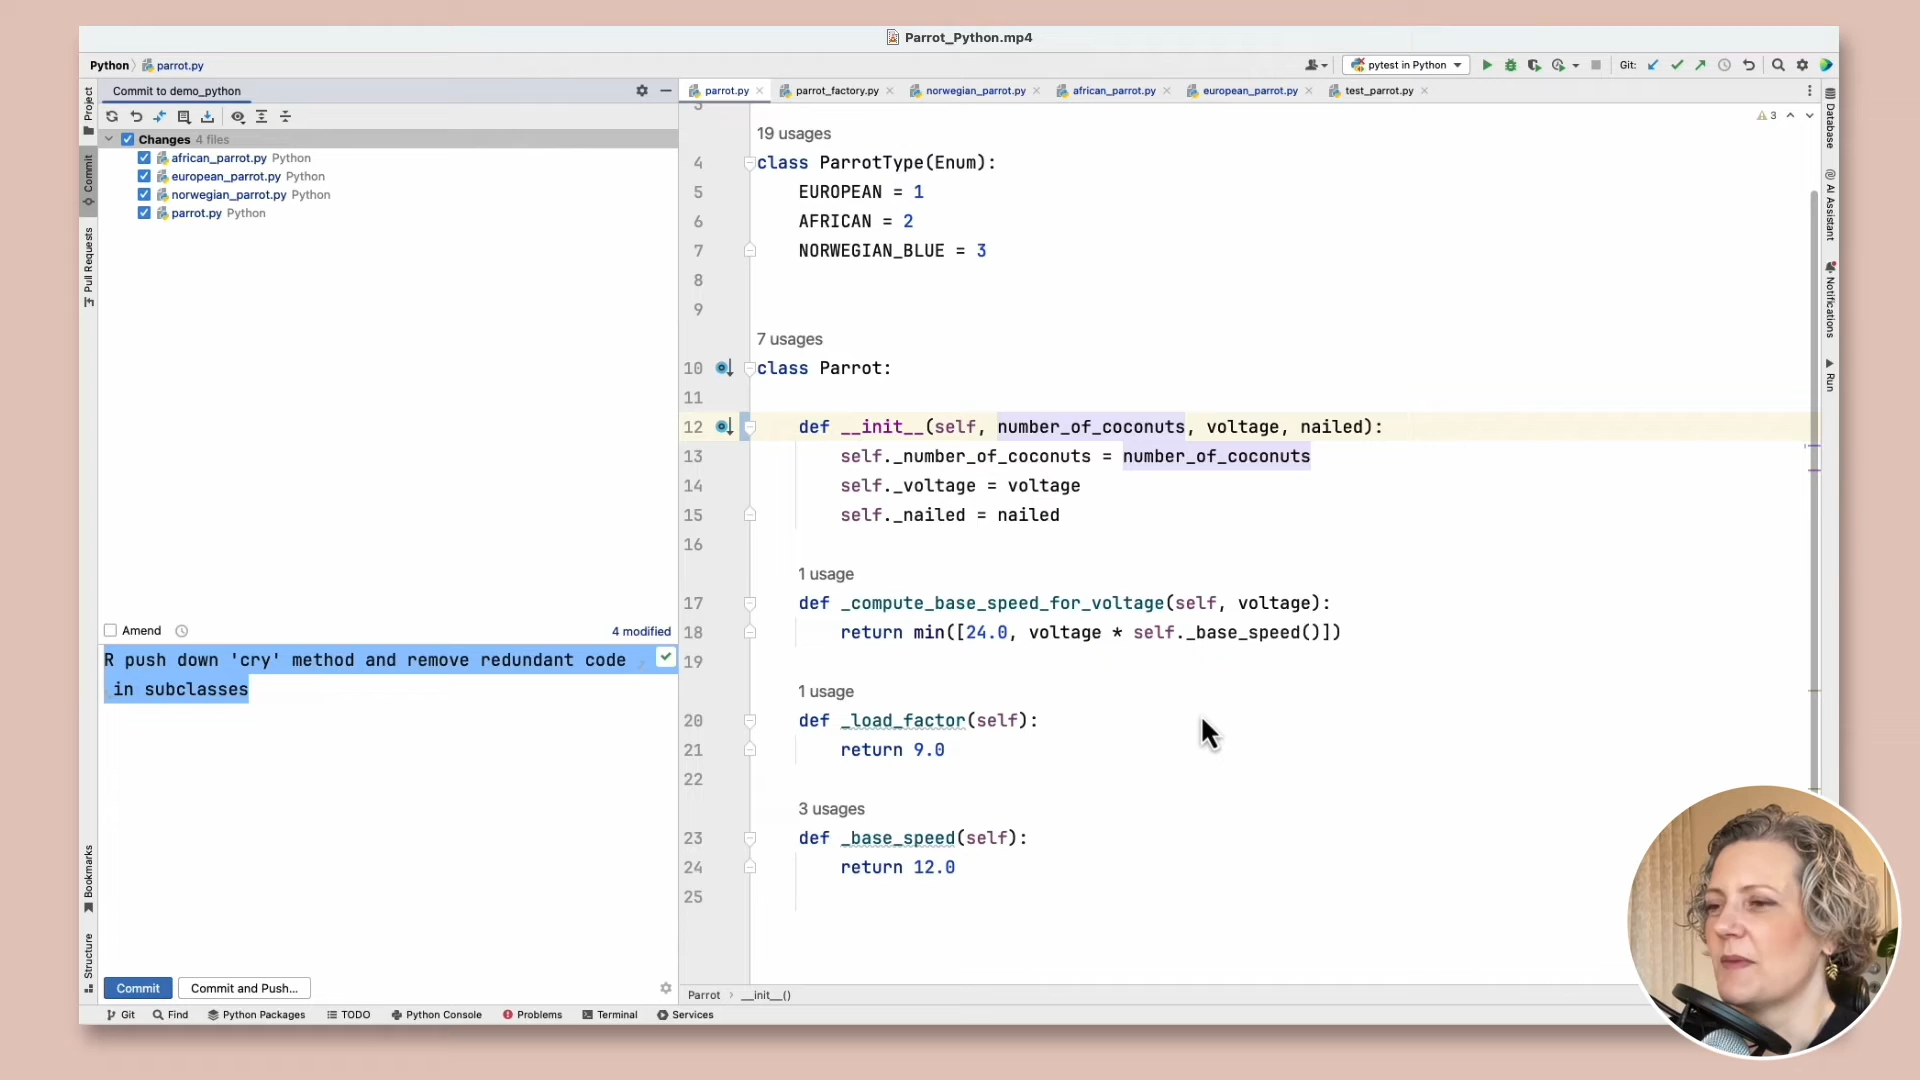 Parrot_Python.mp4
Python
parrot.py
pytest in Python
Git:
Project
Commit
Pull Requests
Bookmarks
Structure
Commit to demo_python
Changes 4 files
african_parrot.py Python
european_parrot.py Python
norwegian_parrot.py Python
parrot.py Python
Amend
4 modified
R push down 'cry' method and remove redundant code
in subclasses
Commit
Commit and Push...
parrot.py
parrot_factory.py
norwegian_parrot.py
african_parrot.py
european_parrot.py
test_parrot.py
3
3
19 usages
4 class ParrotType(Enum):
5 EUROPEAN = 1
6 AFRICAN = 2
7 NORWEGIAN_BLUE = 3
8
9
7 usages
10 class Parrot:
11
12 def __init__(self, number_of_coconuts, voltage, nailed):
13 self._number_of_coconuts = number_of_coconuts
14 self._voltage = voltage
15 self._nailed = nailed
16
1 usage
17 def _compute_base_speed_for_voltage(self, voltage):
18 return min([24.0, voltage * self._base_speed()])
19
1 usage
20 def _load_factor(self):
21 return 9.0
22
3 usages
23 def _base_speed(self):
24 return 12.0
25
Parrot
__init__()
Database
AI Assistant
Notifications
Run
Git
Find
Python Packages
TODO
Python Console
Problems
Terminal
Services